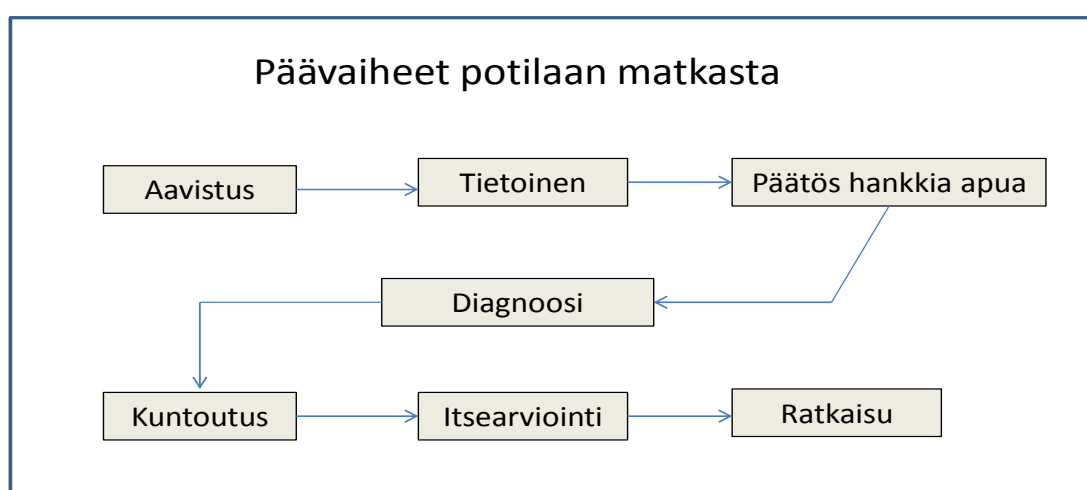 Päävaiheet potilaan matkasta
Aavistus
Tietoinen
Päätös hankkia apua
Diagnoosi
Kuntoutus
Itsearviointi
Ratkaisu